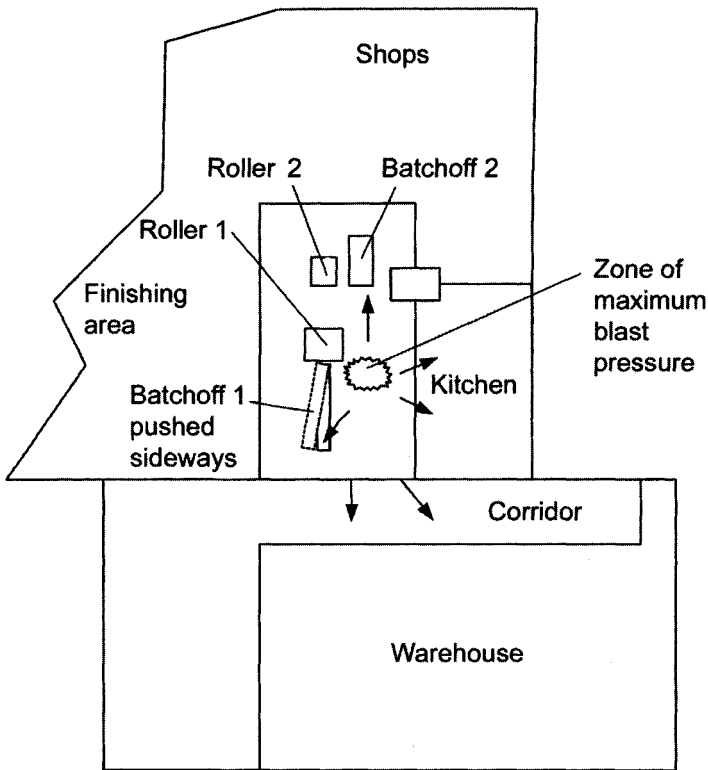 Shops
Roller 2
Batchoff 2
Roller 1
Zone of
maximum
blast
pressure
Finishing
area
Kitchen
Batchoff 1
pushed
sideways
Corridor
Warehouse